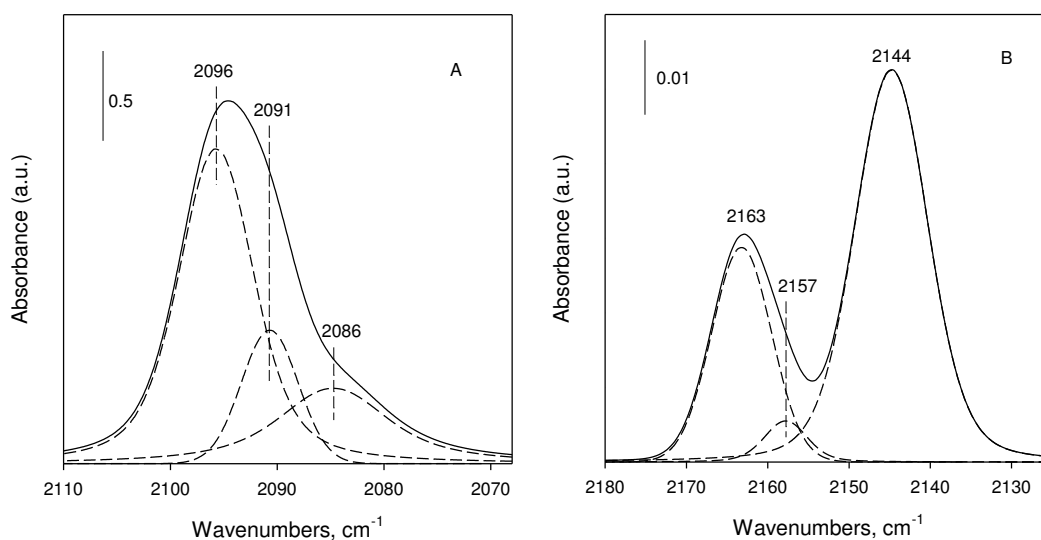 A
0.5
2096
2091
2086
Absorbance (a.u.)
2110 2100 2090 2080 2070
Wavenumbers, cm⁻¹
B
0.01
2144
2163
2157
Absorbance (a.u.)
2180 2170 2160 2150 2140 2130
Wavenumbers, cm⁻¹